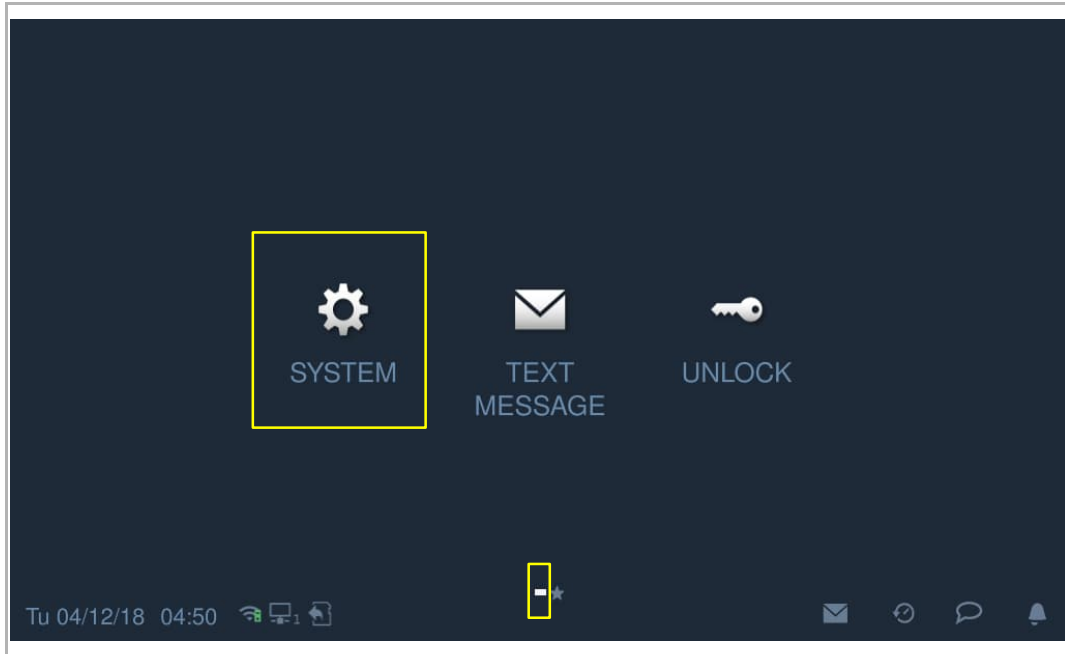 SYSTEM
TEXT
MESSAGE
UNLOCK
Tu 04/12/18 04:50 1